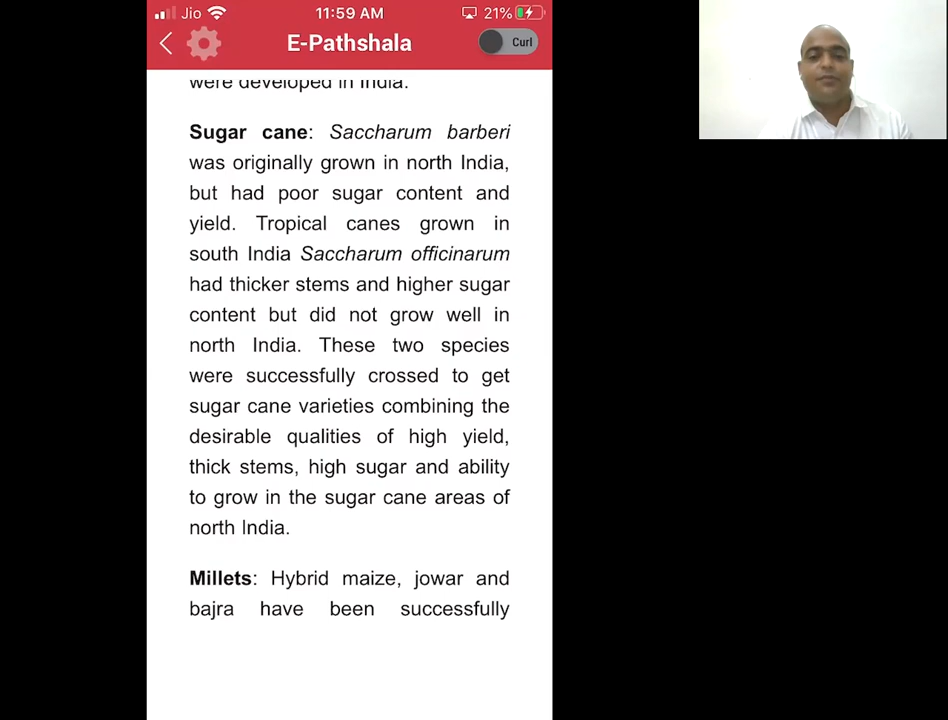 Jio 11:59 AM 21%
E-Pathshala Curl
were developed in India.
Sugar cane: Saccharum barberi
was originally grown in north India,
but had poor sugar content and
yield. Tropical canes grown in
south India Saccharum officinarum
had thicker stems and higher sugar
content but did not grow well in
north India. These two species
were successfully crossed to get
sugar cane varieties combining the
desirable qualities of high yield,
thick stems, high sugar and ability
to grow in the sugar cane areas of
north India.
Millets: Hybrid maize, jowar and
bajra have been successfully